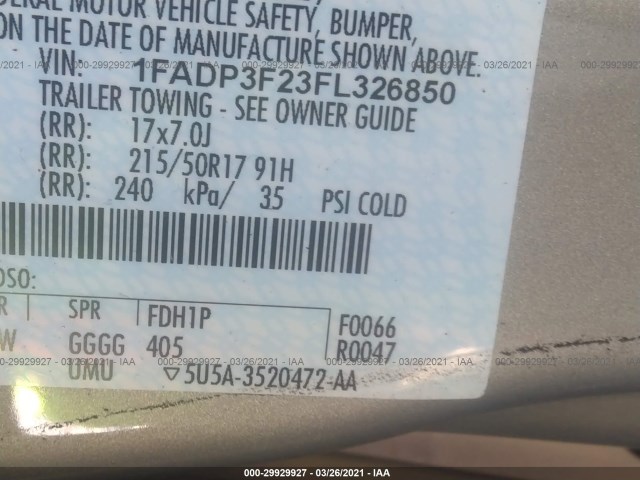 FEDERAL MOTOR VEHICLE SAFETY, BUMPER,
ON THE DATE OF MANUFACTURE SHOWN ABOVE.
VIN: 1FADP3F23FL326850
TRAILER TOWING - SEE OWNER GUIDE
(RR): 17x7.0J
(RR): 215/50R17 91H
(RR): 240 kPa/ 35 PSI COLD
DSO:
R SPR FDH1P F0066
W GGGG 405 R0047
UMU 5U5A-3520472-AA
000-29929927 - 03/26/2021 - IAA